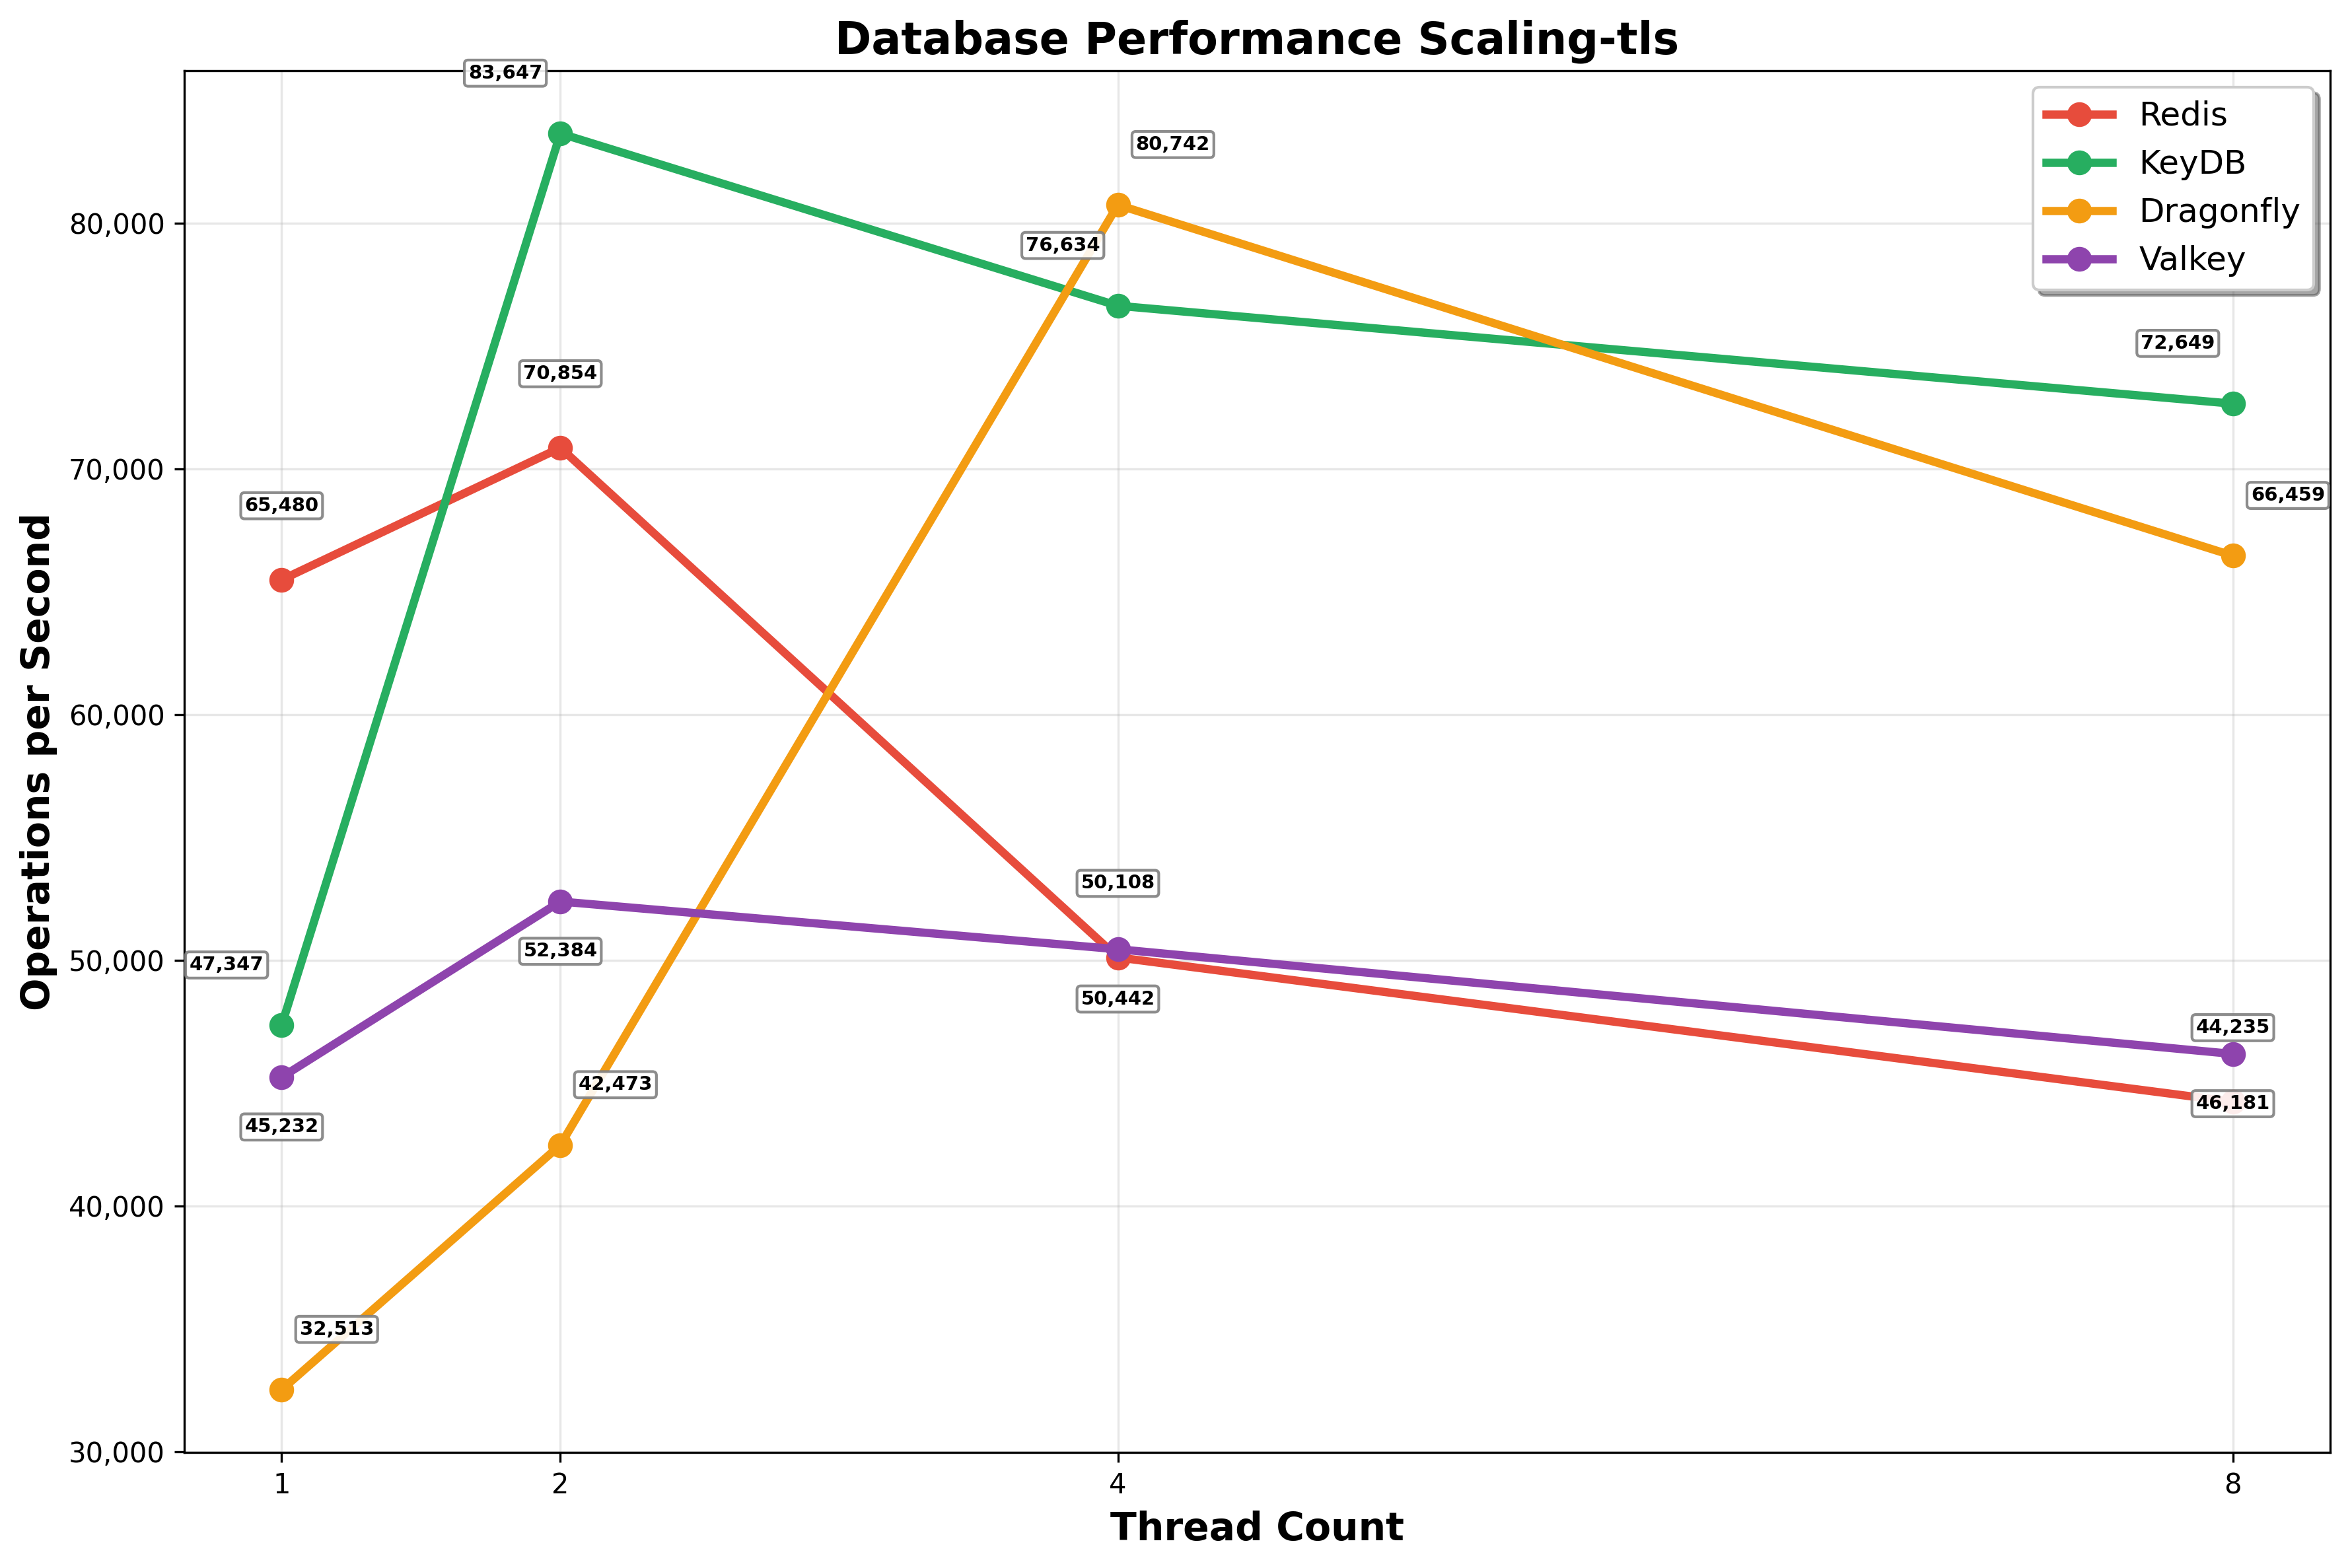 Database Performance Scaling-tls
83,647
80,742
76,634
72,649
70,854
66,459
65,480
50,108
47,347
52,384
50,442
44,235
46,181
45,232
42,473
32,513
Redis
KeyDB
Dragonfly
Valkey
80,000
70,000
60,000
50,000
40,000
30,000
Operations per Second
1 2 4 8
Thread Count